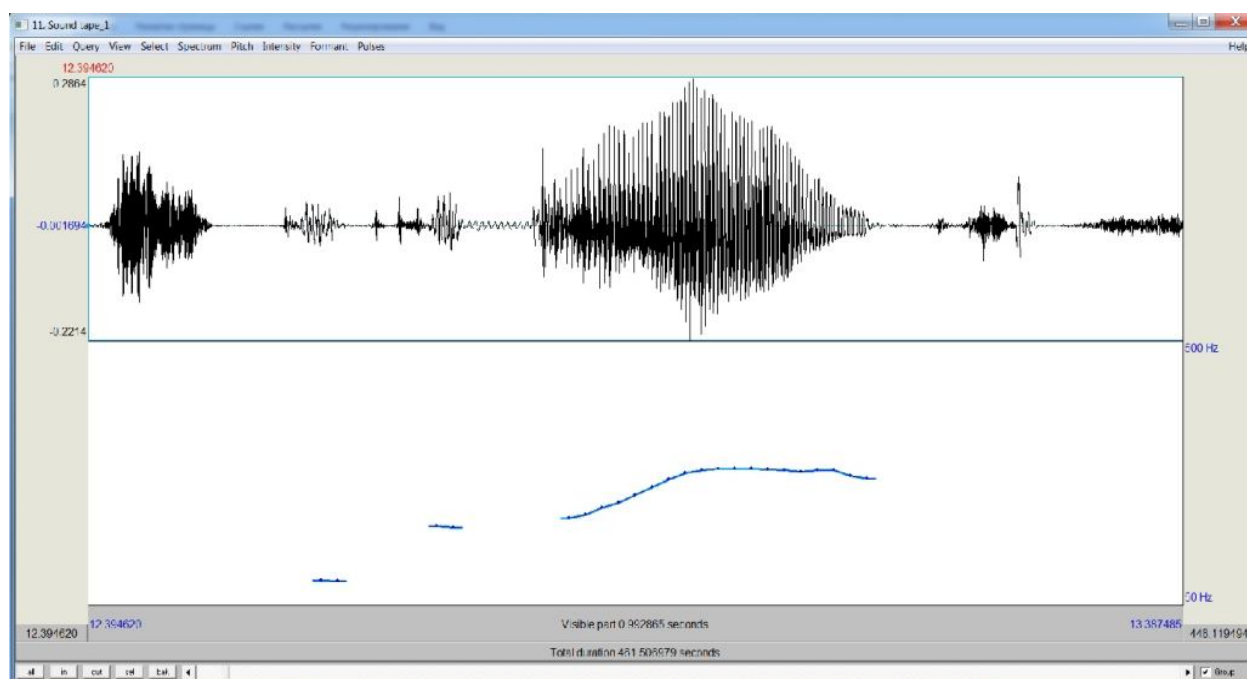 11. Sound tape_1
File Edit Query View Select Spectrum Pitch Intensity Formant Pulses Help
12.394620
0.2864
-0.001694
-0.2214
500 Hz
50 Hz
12.394620 12.394620 Visible part 0.992865 seconds 13.387485 448.119494
Total duration 461.506979 seconds
all in out sel bak Group